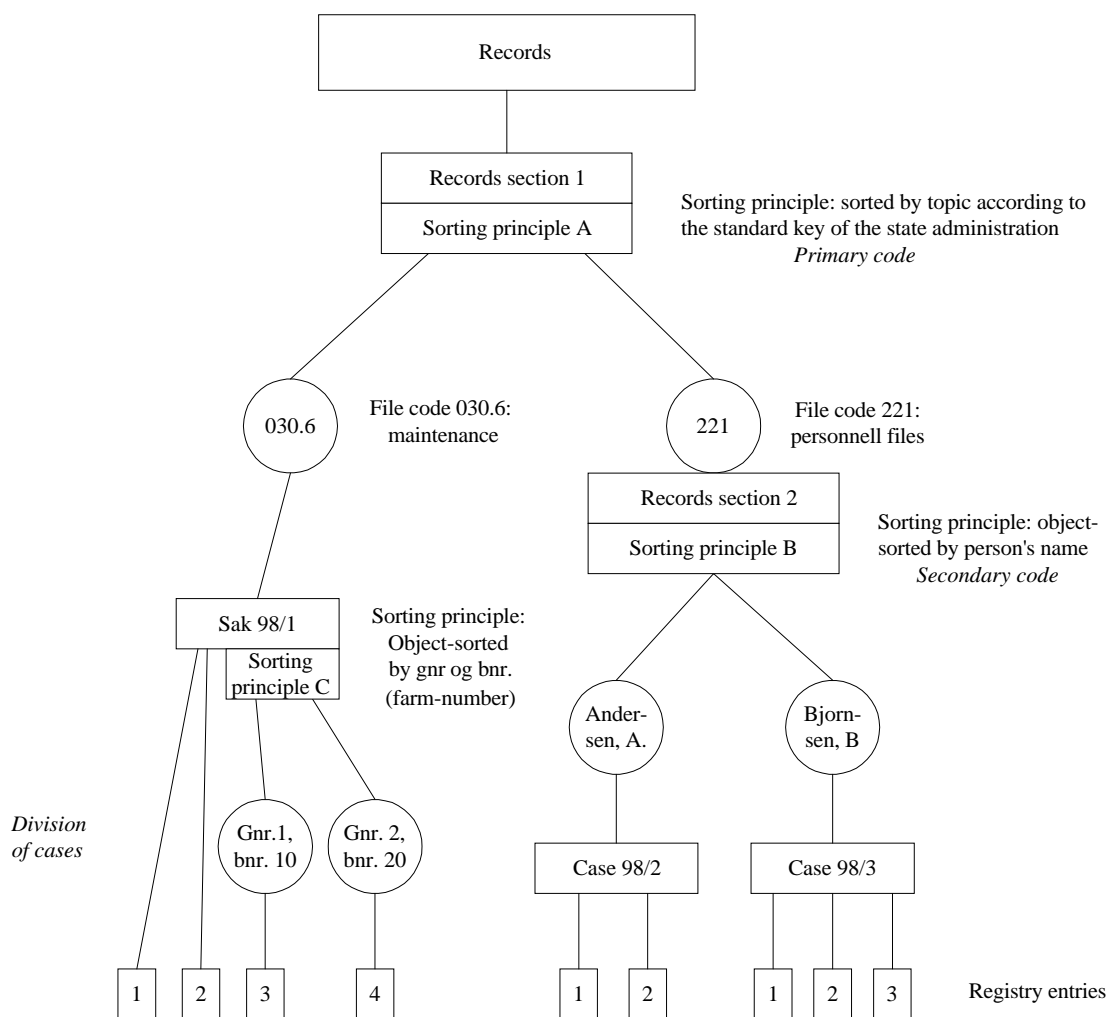 Records
Records section 1
Sorting principle A
Sorting principle: sorted by topic according to
the standard key of the state administration
Primary code
030.6
File code 030.6:
maintenance
221
File code 221:
personnell files
Records section 2
Sorting principle B
Sorting principle: object-
sorted by person's name
Secondary code
Sak 98/1
Sorting
principle C
Sorting principle:
Object-sorted
by gnr og bnr.
(farm-number)
Ander-
sen, A.
Bjorn-
sen, B
Division
of cases
Gnr.1,
bnr. 10
Gnr. 2,
bnr. 20
Case 98/2
Case 98/3
1
2
3
4
1
2
1
2
3
Registry entries